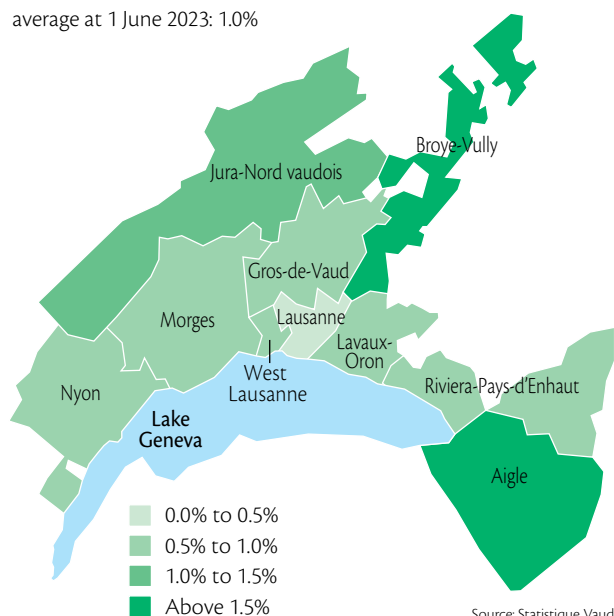 average at 1 June 2023: 1.0%
Broye-Vully
Jura-Nord vaudois
Gros-de-Vaud
Morges
Lausanne
Lavaux-
Oron
West
Lausanne
Nyon
Riviera-Pays-d'Enhaut
Lake
Geneva
Aigle
0.0% to 0.5%
0.5% to 1.0%
1.0% to 1.5%
Above 1.5%
Source: Statistique Vaud